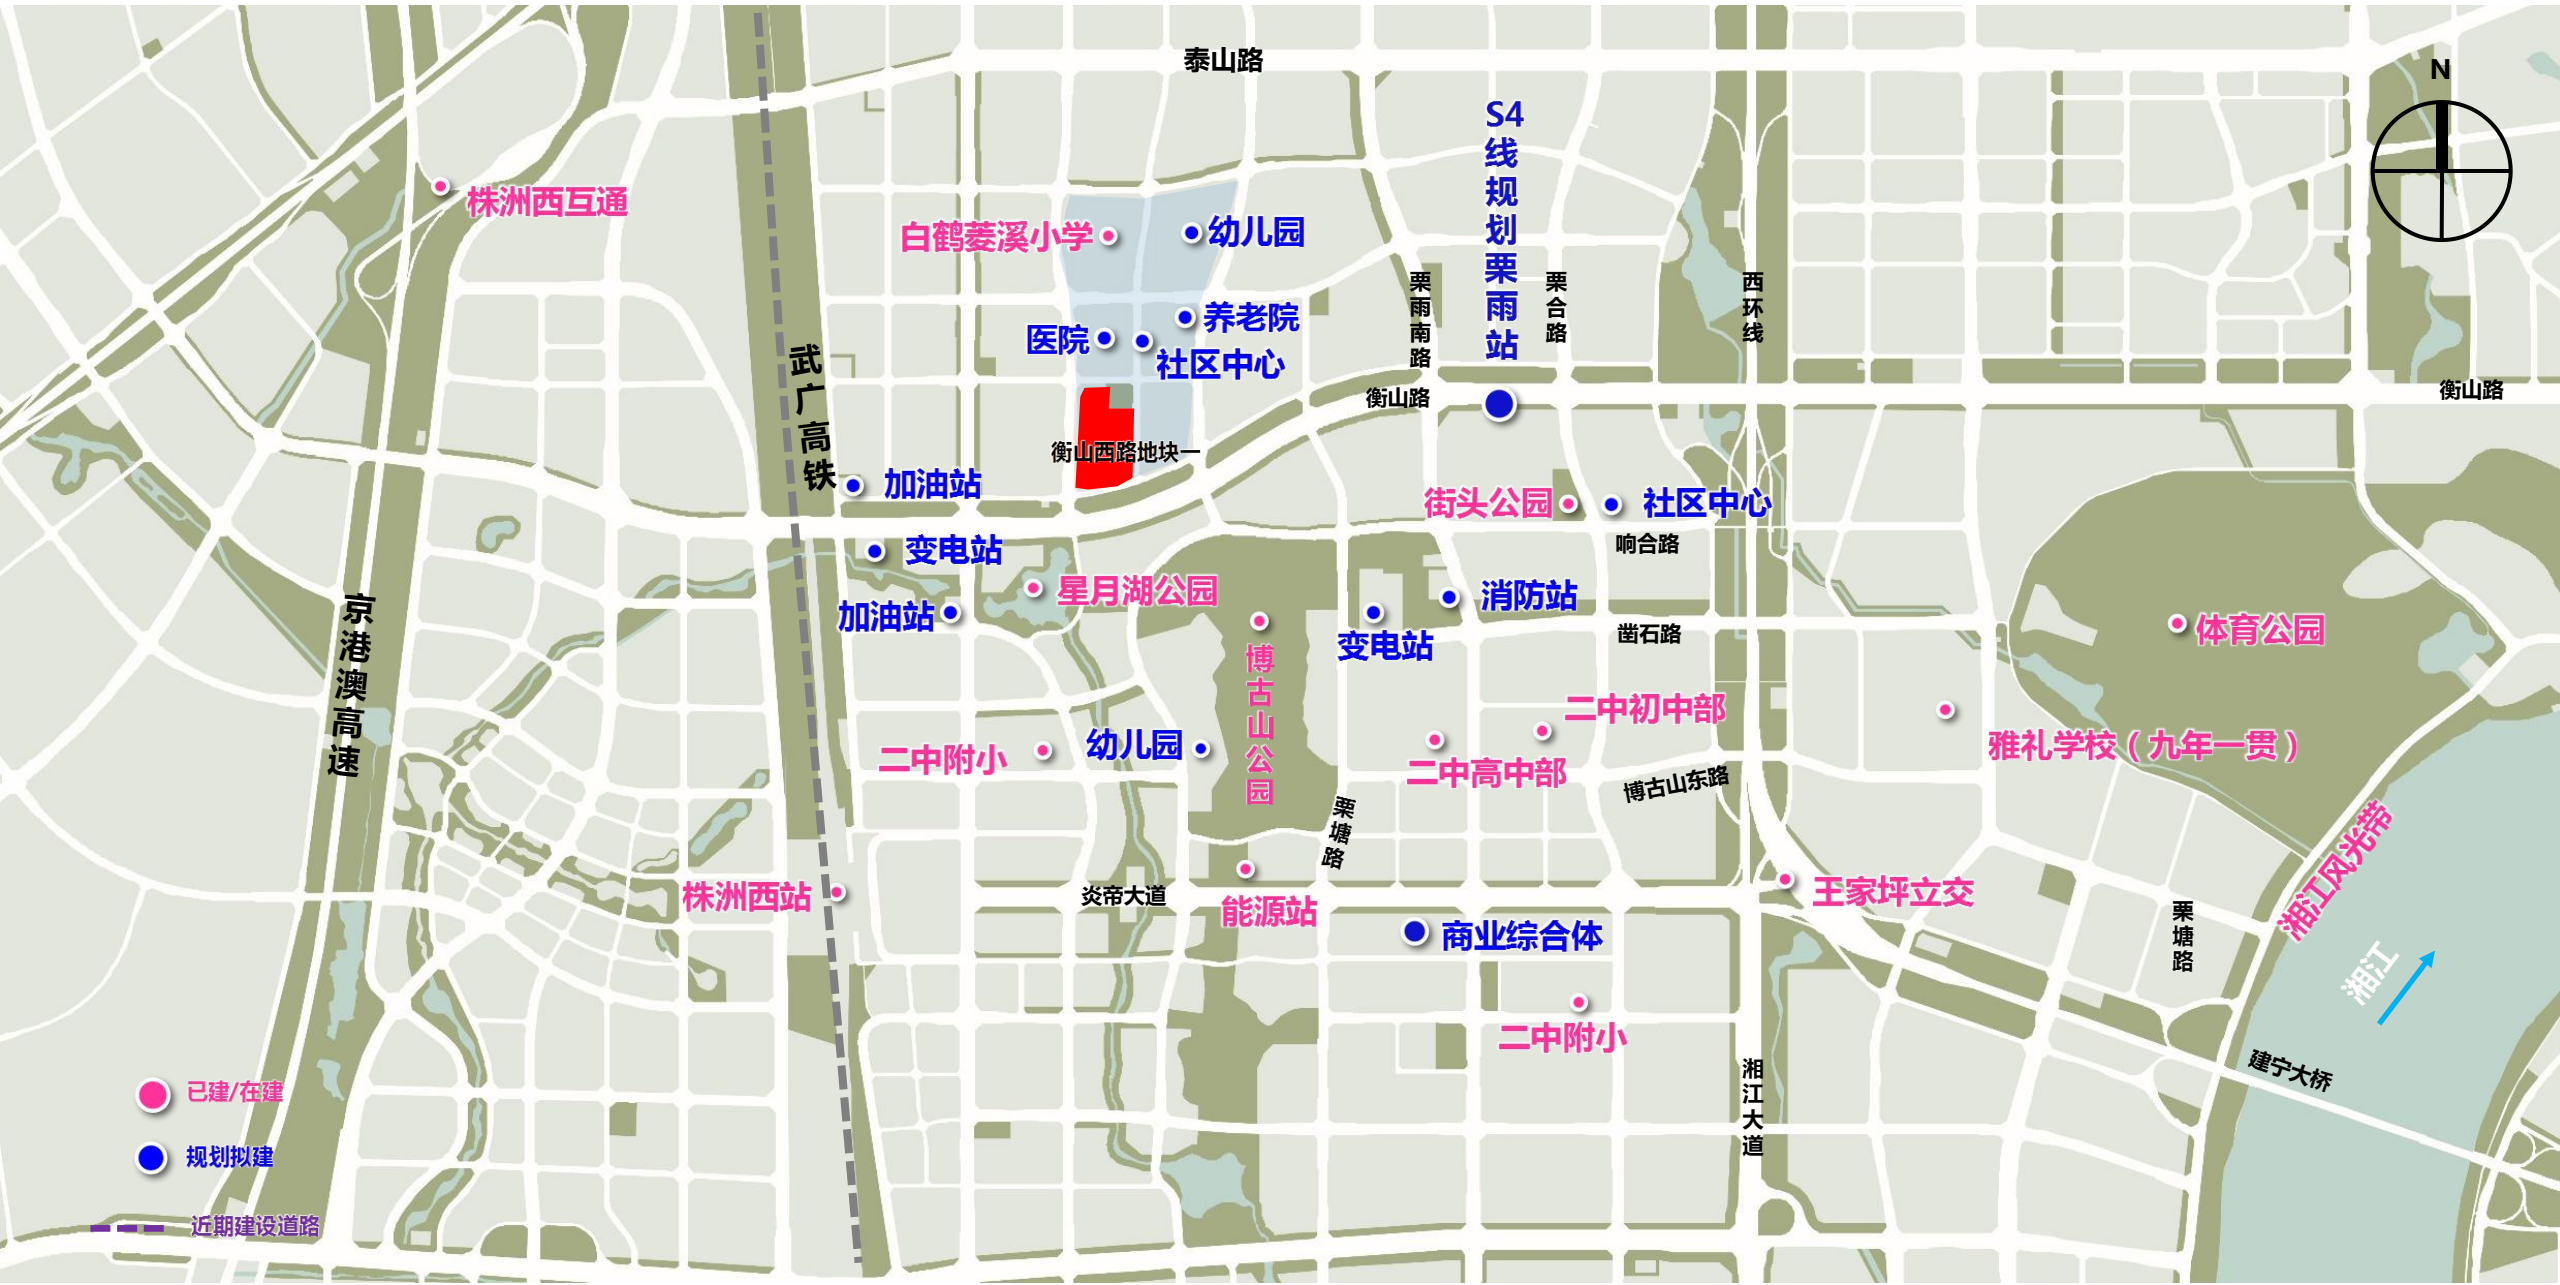 泰山路
N
S4线规划栗雨站
株洲西互通
白鹤菱溪小学
幼儿园
栗雨南路
栗合路
西环线
养老院
医院
社区中心
武广高铁
衡山路
衡山路
衡山西路地块一
加油站
街头公园
社区中心
变电站
响合路
星月湖公园
消防站
加油站
京港澳高速
博古山公园
变电站
凿石路
体育公园
二中初中部
二中附小
幼儿园
二中高中部
雅礼学校（九年一贯）
博古山东路
栗塘路
湘江风光带
株洲西站
炎帝大道
能源站
王家坪立交
商业综合体
栗塘路
湘江
二中附小
建宁大桥
湘江大道
已建/在建
规划拟建
近期建设道路